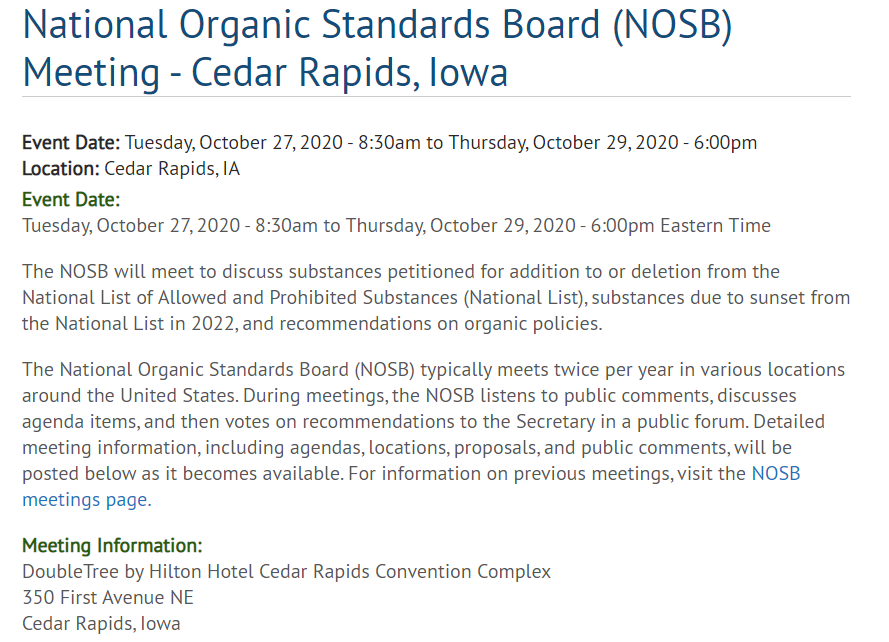 National Organic Standards Board (NOSB)
Meeting - Cedar Rapids, Iowa
Event Date: Tuesday, October 27, 2020 - 8:30am to Thursday, October 29, 2020 - 6:00pm
Location: Cedar Rapids, IA
Event Date:
Tuesday, October 27, 2020 - 8:30am to Thursday, October 29, 2020 - 6:00pm Eastern Time
The NOSB will meet to discuss substances petitioned for addition to or deletion from the
National List of Allowed and Prohibited Substances (National List), substances due to sunset from
the National List in 2022, and recommendations on organic policies.
The National Organic Standards Board (NOSB) typically meets twice per year in various locations
around the United States. During meetings, the NOSB listens to public comments, discusses
agenda items, and then votes on recommendations to the Secretary in a public forum. Detailed
meeting information, including agendas, locations, proposals, and public comments, will be
posted below as it becomes available. For information on previous meetings, visit the NOSB
meetings page.
Meeting Information:
DoubleTree by Hilton Hotel Cedar Rapids Convention Complex
350 First Avenue NE
Cedar Rapids, Iowa